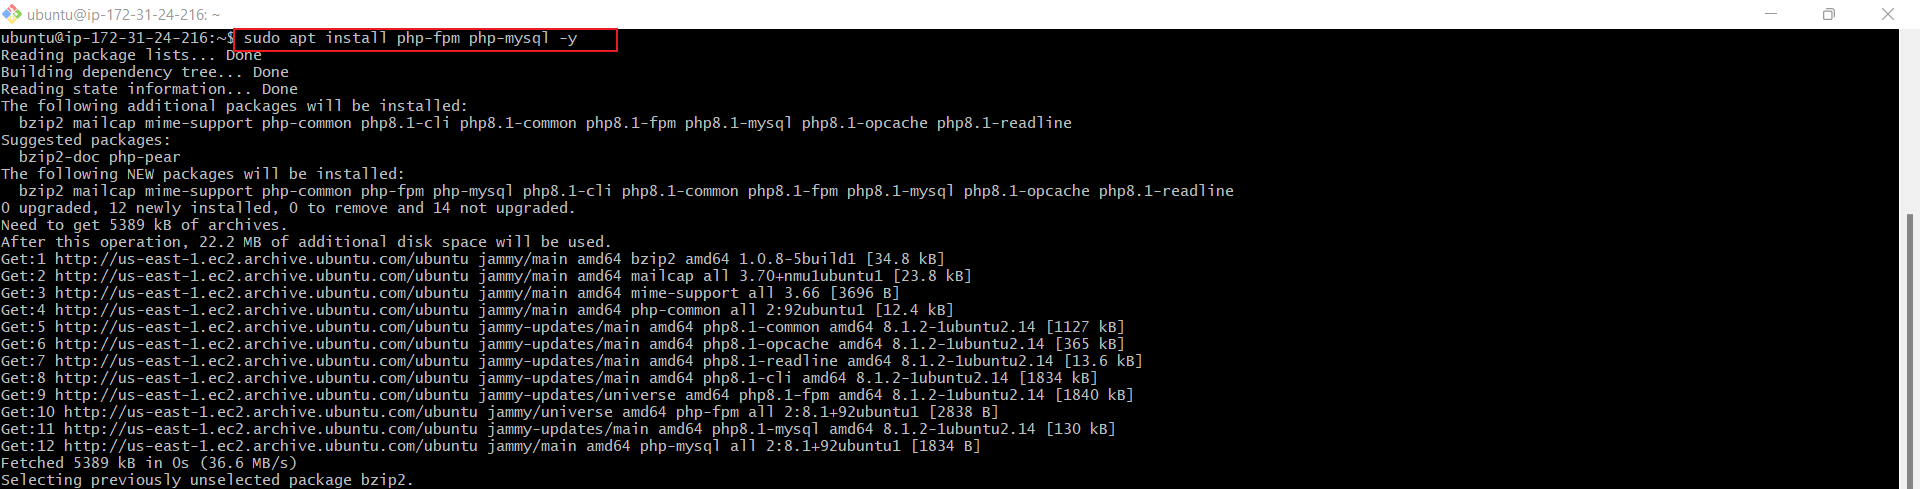 ubuntu@ip-172-31-24-216: ~
ubuntu@ip-172-31-24-216:~$ sudo apt install php-fpm php-mysql -y
Reading package lists... Done
Building dependency tree... Done
Reading state information... Done
The following additional packages will be installed:
  bzip2 mailcap mime-support php-common php8.1-cli php8.1-common php8.1-fpm php8.1-mysql php8.1-opcache php8.1-readline
Suggested packages:
  bzip2-doc php-pear
The following NEW packages will be installed:
  bzip2 mailcap mime-support php-common php-fpm php-mysql php8.1-cli php8.1-common php8.1-fpm php8.1-mysql php8.1-opcache php8.1-readline
0 upgraded, 12 newly installed, 0 to remove and 14 not upgraded.
Need to get 5389 kB of archives.
After this operation, 22.2 MB of additional disk space will be used.
Get:1 http://us-east-1.ec2.archive.ubuntu.com/ubuntu jammy/main amd64 bzip2 amd64 1.0.8-5build1 [34.8 kB]
Get:2 http://us-east-1.ec2.archive.ubuntu.com/ubuntu jammy/main amd64 mailcap all 3.70+nmu1ubuntu1 [23.8 kB]
Get:3 http://us-east-1.ec2.archive.ubuntu.com/ubuntu jammy/main amd64 mime-support all 3.66 [3696 B]
Get:4 http://us-east-1.ec2.archive.ubuntu.com/ubuntu jammy/main amd64 php-common all 2:92ubuntu1 [12.4 kB]
Get:5 http://us-east-1.ec2.archive.ubuntu.com/ubuntu jammy-updates/main amd64 php8.1-common amd64 8.1.2-1ubuntu2.14 [1127 kB]
Get:6 http://us-east-1.ec2.archive.ubuntu.com/ubuntu jammy-updates/main amd64 php8.1-opcache amd64 8.1.2-1ubuntu2.14 [365 kB]
Get:7 http://us-east-1.ec2.archive.ubuntu.com/ubuntu jammy-updates/main amd64 php8.1-readline amd64 8.1.2-1ubuntu2.14 [13.6 kB]
Get:8 http://us-east-1.ec2.archive.ubuntu.com/ubuntu jammy-updates/main amd64 php8.1-cli amd64 8.1.2-1ubuntu2.14 [1834 kB]
Get:9 http://us-east-1.ec2.archive.ubuntu.com/ubuntu jammy-updates/universe amd64 php8.1-fpm amd64 8.1.2-1ubuntu2.14 [1840 kB]
Get:10 http://us-east-1.ec2.archive.ubuntu.com/ubuntu jammy/universe amd64 php-fpm all 2:8.1+92ubuntu1 [2838 B]
Get:11 http://us-east-1.ec2.archive.ubuntu.com/ubuntu jammy-updates/main amd64 php8.1-mysql amd64 8.1.2-1ubuntu2.14 [130 kB]
Get:12 http://us-east-1.ec2.archive.ubuntu.com/ubuntu jammy/main amd64 php-mysql all 2:8.1+92ubuntu1 [1834 B]
Fetched 5389 kB in 0s (36.6 MB/s)
Selecting previously unselected package bzip2.